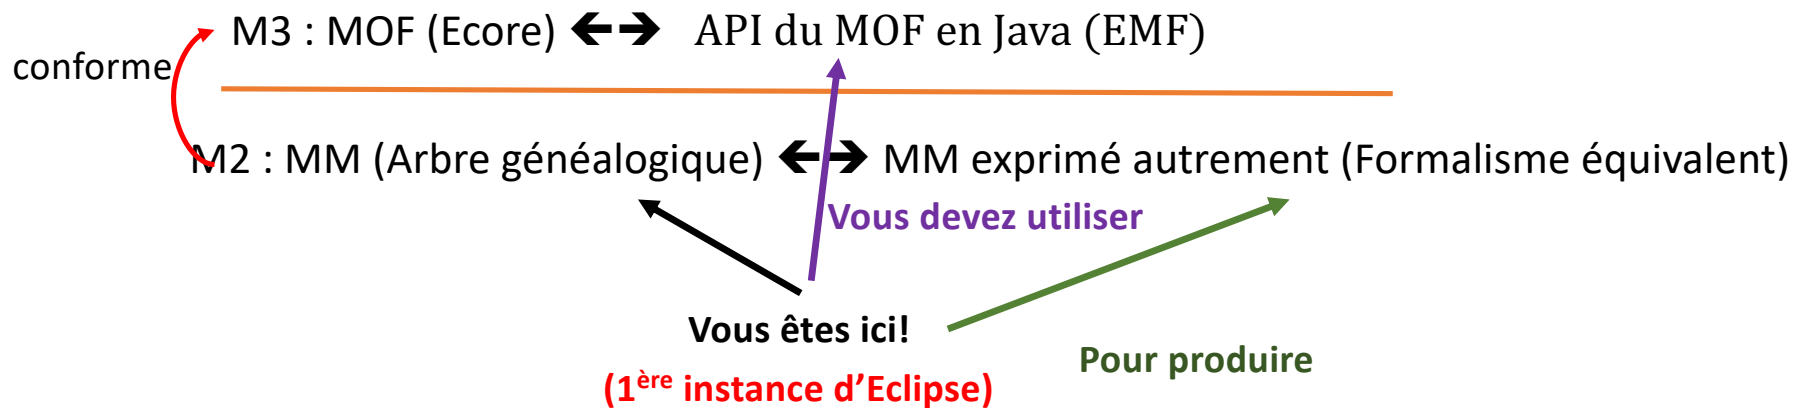 M3 : MOF (Ecore) 🡸🡺 API du MOF en Java (EMF)
conforme
M2 : MM (Arbre généalogique) 🡸🡺 MM exprimé autrement (Formalisme équivalent)
Vous devez utiliser
Vous êtes ici!
Pour produire
(1ère instance d’Eclipse)